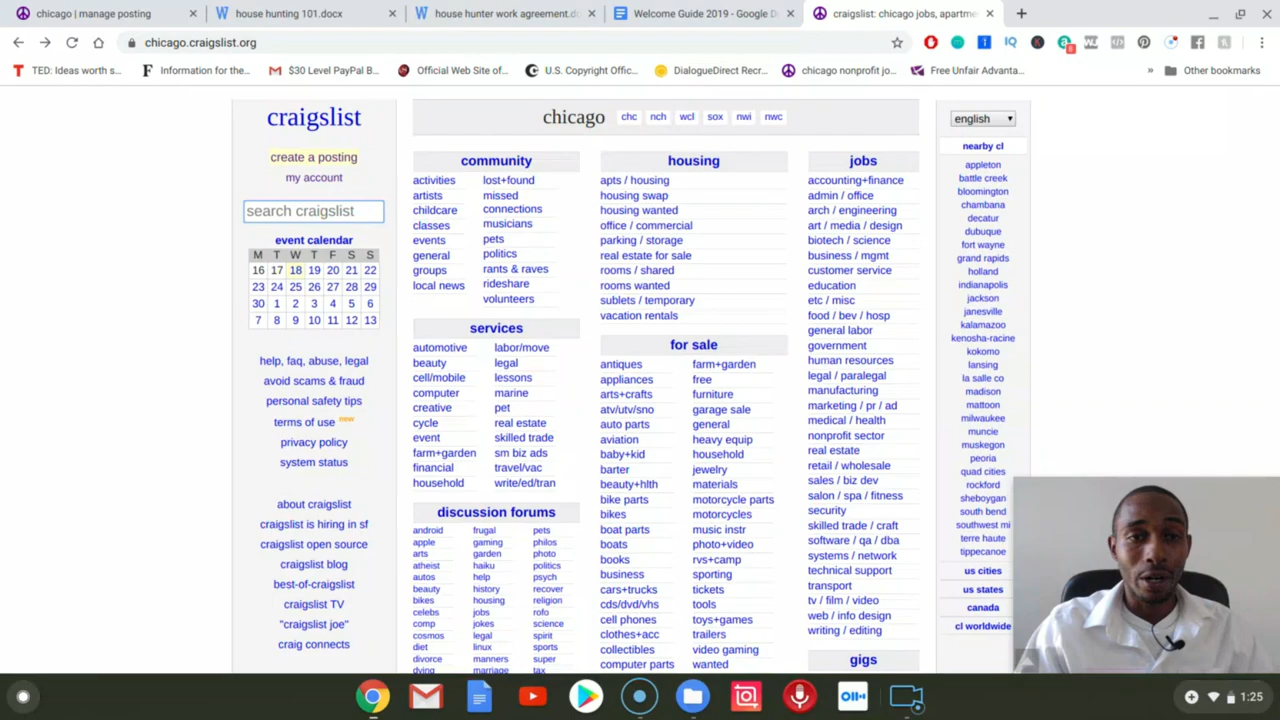 chicago | manage posting
house hunting 101.docx
house hunter work agreement.do
Welcome Guide 2019 - Google D
craigslist: chicago jobs, apartme
chicago.craigslist.org
TED: Ideas worth s...
Information for the...
$30 Level PayPal B...
Official Web Site of...
U.S. Copyright Offic...
DialogueDirect Recr...
chicago nonprofit jo...
Free Unfair Advanta...
Other bookmarks
craigslist
create a posting
my account
search craigslist
event calendar
M T W T F S S
16 17 18 19 20 21 22
23 24 25 26 27 28 29
30 1 2 3 4 5 6
7 8 9 10 11 12 13
help, faq, abuse, legal
avoid scams & fraud
personal safety tips
terms of use new
privacy policy
system status
about craigslist
craigslist is hiring in sf
craigslist open source
craigslist blog
best-of-craigslist
craigslist TV
"craigslist joe"
craig connects
chicago chc nch wcl sox nwi nwc
community
activities
artists
childcare
classes
events
general
groups
local news
lost+found
missed
connections
musicians
pets
politics
rants & raves
rideshare
volunteers
services
automotive
beauty
cell/mobile
computer
creative
cycle
event
farm+garden
financial
household
labor/move
legal
lessons
marine
pet
real estate
skilled trade
sm biz ads
travel/vac
write/ed/tran
discussion forums
android
apple
arts
atheist
autos
beauty
bikes
celebs
comp
cosmos
diet
divorce
dying
frugal
gaming
garden
haiku
help
history
housing
jobs
jokes
legal
linux
manners
marriage
pets
philos
photo
politics
psych
recover
religion
rofo
science
spirit
sports
super
tax
housing
apts / housing
housing swap
housing wanted
office / commercial
parking / storage
real estate for sale
rooms / shared
rooms wanted
sublets / temporary
vacation rentals
for sale
antiques
appliances
arts+crafts
atv/utv/sno
auto parts
aviation
baby+kid
barter
beauty+hlth
bike parts
bikes
boat parts
boats
books
business
cars+trucks
cds/dvd/vhs
cell phones
clothes+acc
collectibles
computer parts
farm+garden
free
furniture
garage sale
general
heavy equip
household
jewelry
materials
motorcycle parts
motorcycles
music instr
photo+video
rvs+camp
sporting
tickets
tools
toys+games
trailers
video gaming
wanted
jobs
accounting+finance
admin / office
arch / engineering
art / media / design
biotech / science
business / mgmt
customer service
education
etc / misc
food / bev / hosp
general labor
government
human resources
legal / paralegal
manufacturing
marketing / pr / ad
medical / health
nonprofit sector
real estate
retail / wholesale
sales / biz dev
salon / spa / fitness
security
skilled trade / craft
software / qa / dba
systems / network
technical support
transport
tv / film / video
web / info design
writing / editing
gigs
english
nearby cl
appleton
battle creek
bloomington
chambana
decatur
dubuque
fort wayne
grand rapids
holland
indianapolis
jackson
janesville
kalamazoo
kenosha-racine
kokomo
lansing
la salle co
madison
mattoon
milwaukee
muncie
muskegon
peoria
quad cities
rockford
sheboygan
south bend
southwest mi
terre haute
tippecanoe
us cities
us states
canada
cl worldwide
1:25